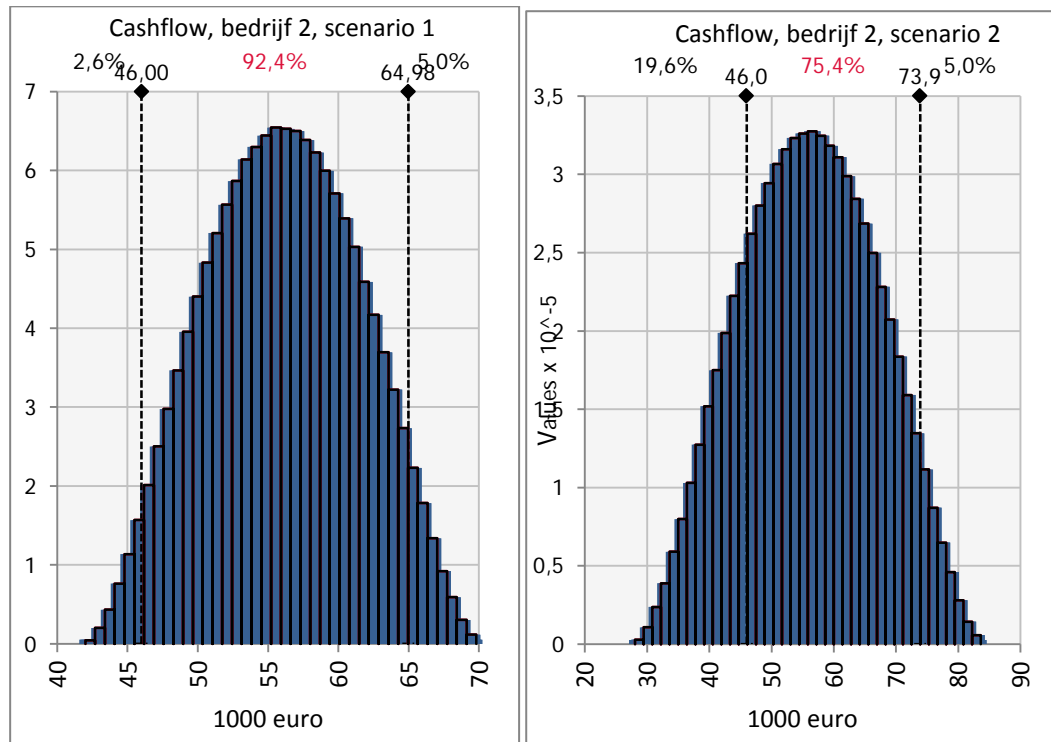 Cashflow, bedrijf 2, scenario 1
2,6% 92,4% 5,0%
46,00 64,98
7
6
5
4
3
2
1
0
40 45 50 55 60 65 70
1000 euro
Cashflow, bedrijf 2, scenario 2
19,6% 75,4% 5,0%
46,0 73,9
3,5
3
2,5
2
1,5
1
0,5
0
Values x 10^-5
20 30 40 50 60 70 80 90
1000 euro